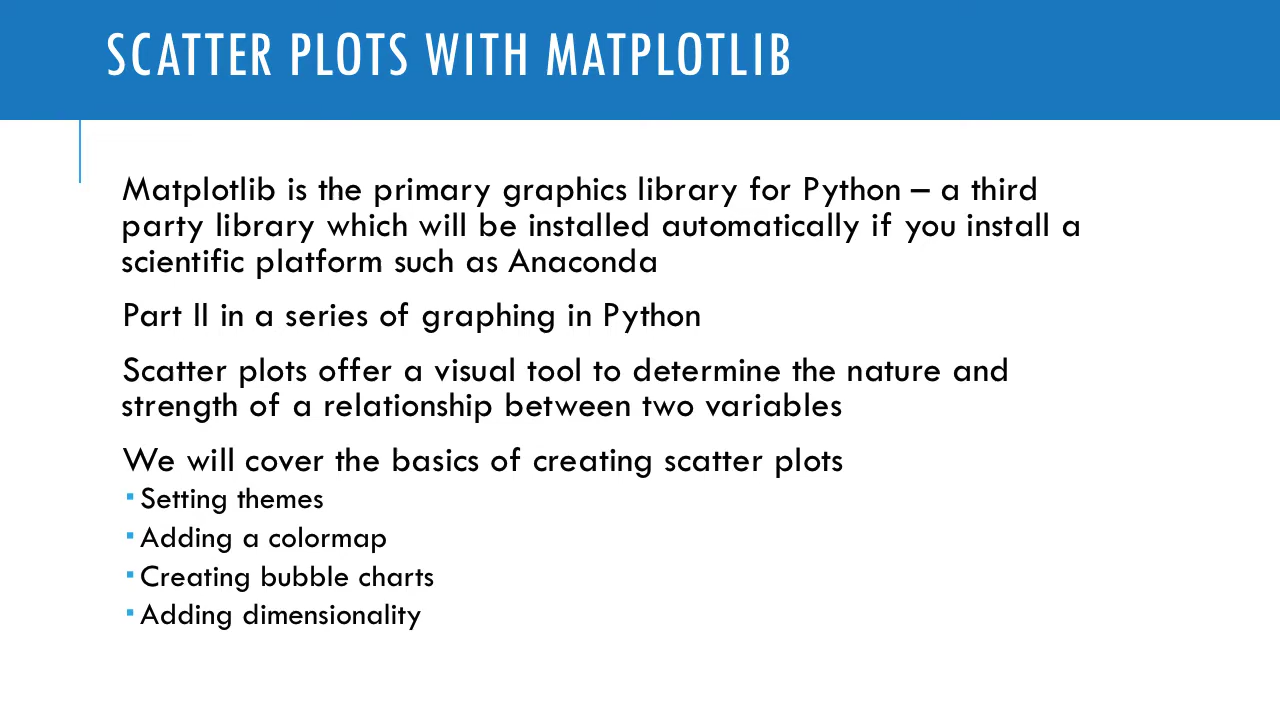 SCATTER PLOTS WITH MATPLOTLIB
Matplotlib is the primary graphics library for Python – a third
party library which will be installed automatically if you install a
scientific platform such as Anaconda
Part II in a series of graphing in Python
Scatter plots offer a visual tool to determine the nature and
strength of a relationship between two variables
We will cover the basics of creating scatter plots
▪ Setting themes
▪ Adding a colormap
▪ Creating bubble charts
▪ Adding dimensionality